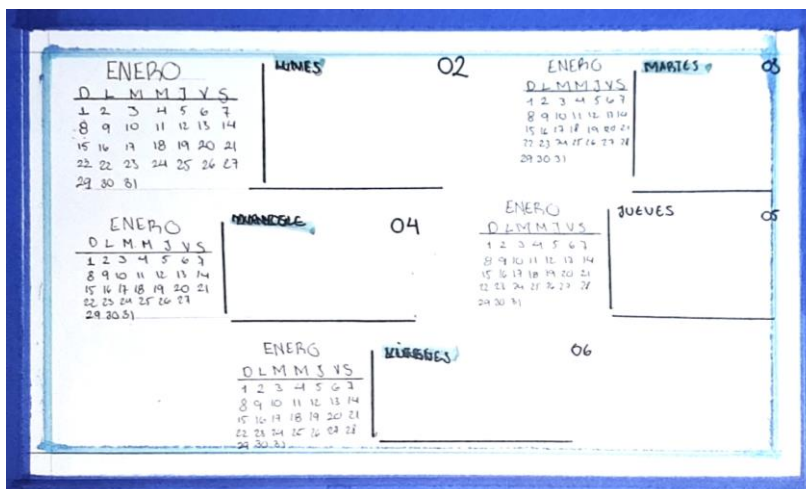 ENERO
D L M M J V S
1 2 3 4 5 6 7
8 9 10 11 12 13 14
15 16 17 18 19 20 21
22 22 23 24 25 26 27
29 30 31
LUNES 02
ENERO
D L M M J V S
1 2 3 4 5 6 7
8 9 10 11 12 13 14
15 16 17 18 19 20 21
22 23 24 25 26 27 28
29 30 31
MARTES 03
ENERO
D L M M J V S
1 2 3 4 5 6 7
8 9 10 11 12 13 14
15 16 17 18 19 20 21
22 23 24 25 26 27
29 30 31
04
ENERO
D L M M J V S
1 2 3 4 5 6 7
8 9 10 11 12 13 14
15 16 17 18 19 20 21
22 23 24 25 26 27 28
29 30 31
JUEVES 05
ENERO
D L M M J V S
1 2 3 4 5 6 7
8 9 10 11 12 13 14
15 16 17 18 19 20 21
22 23 24 25 26 27 28
29 30 31
VIERNES 06